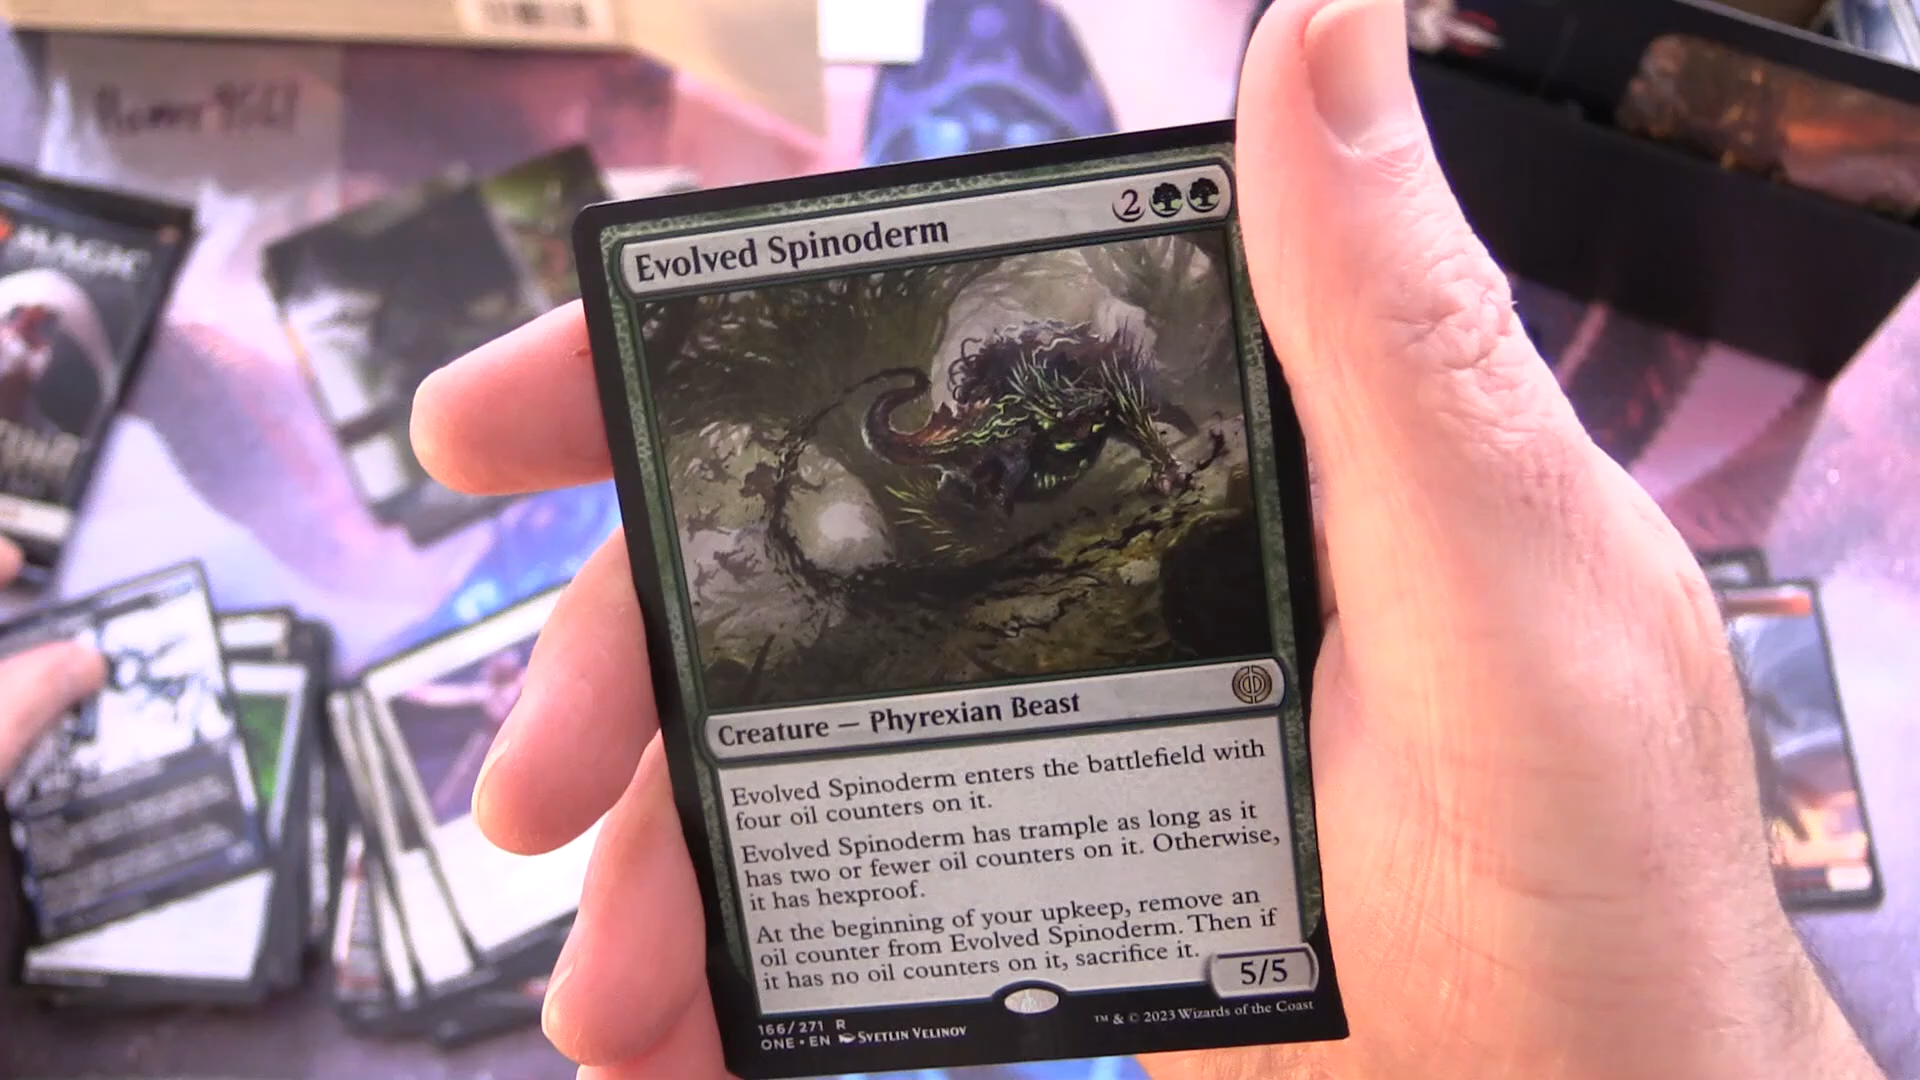 MAGIC
Evolved Spinoderm
2
Creature — Phyrexian Beast
Evolved Spinoderm enters the battlefield with
four oil counters on it.
Evolved Spinoderm has trample as long as it
has two or fewer oil counters on it. Otherwise,
it has hexproof.
At the beginning of your upkeep, remove an
oil counter from Evolved Spinoderm. Then if
it has no oil counters on it, sacrifice it.
5/5
166/271 R
ONE • EN SVETLIN VELINOV
™ & © 2023 Wizards of the Coast